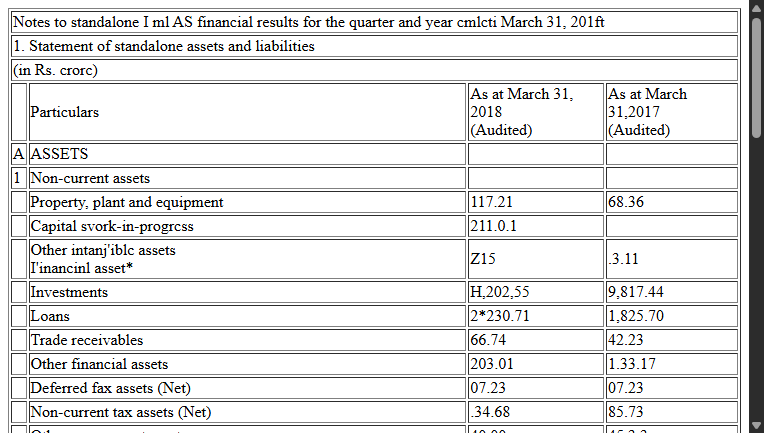 Notes to standalone I ml AS financial results for the quarter and year cmlcti March 31, 201ft
1. Statement of standalone assets and liabilities
(in Rs. crorc)
Particulars As at March 31, 2018 (Audited) As at March 31,2017 (Audited)
A ASSETS
1 Non-current assets
Property, plant and equipment 117.21 68.36
Capital svork-in-progrcss 211.0.1
Other intanj'iblc assets
I'inancinl asset* Z15 .3.11
Investments H,202,55 9,817.44
Loans 2*230.71 1,825.70
Trade receivables 66.74 42.23
Other financial assets 203.01 1.33.17
Deferred fax assets (Net) 07.23 07.23
Non-current tax assets (Net) .34.68 85.73